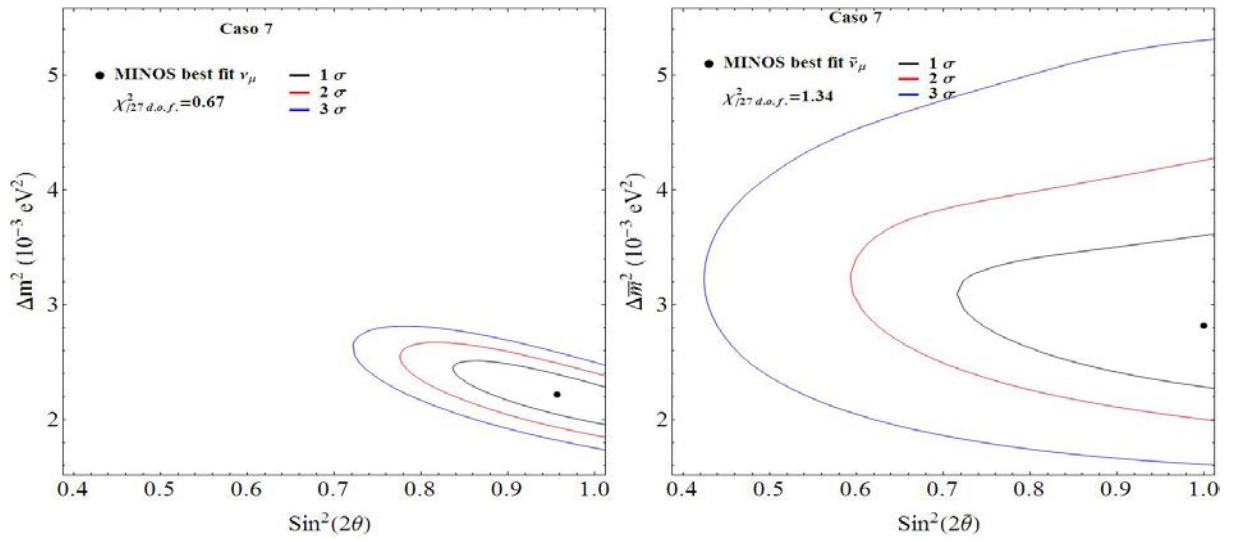 Caso 7
● MINOS best fit ν_μ
χ²/27 d.o.f.=0.67
1 σ
2 σ
3 σ
5
4
3
2
Δm² (10⁻³ eV²)
0.4 0.5 0.6 0.7 0.8 0.9 1.0
Sin²(2θ)
Caso 7
● MINOS best fit ν̄_μ
χ²/27 d.o.f.=1.34
1 σ
2 σ
3 σ
5
4
3
2
Δm̄² (10⁻³ eV²)
0.4 0.5 0.6 0.7 0.8 0.9 1.0
Sin²(2θ̄)